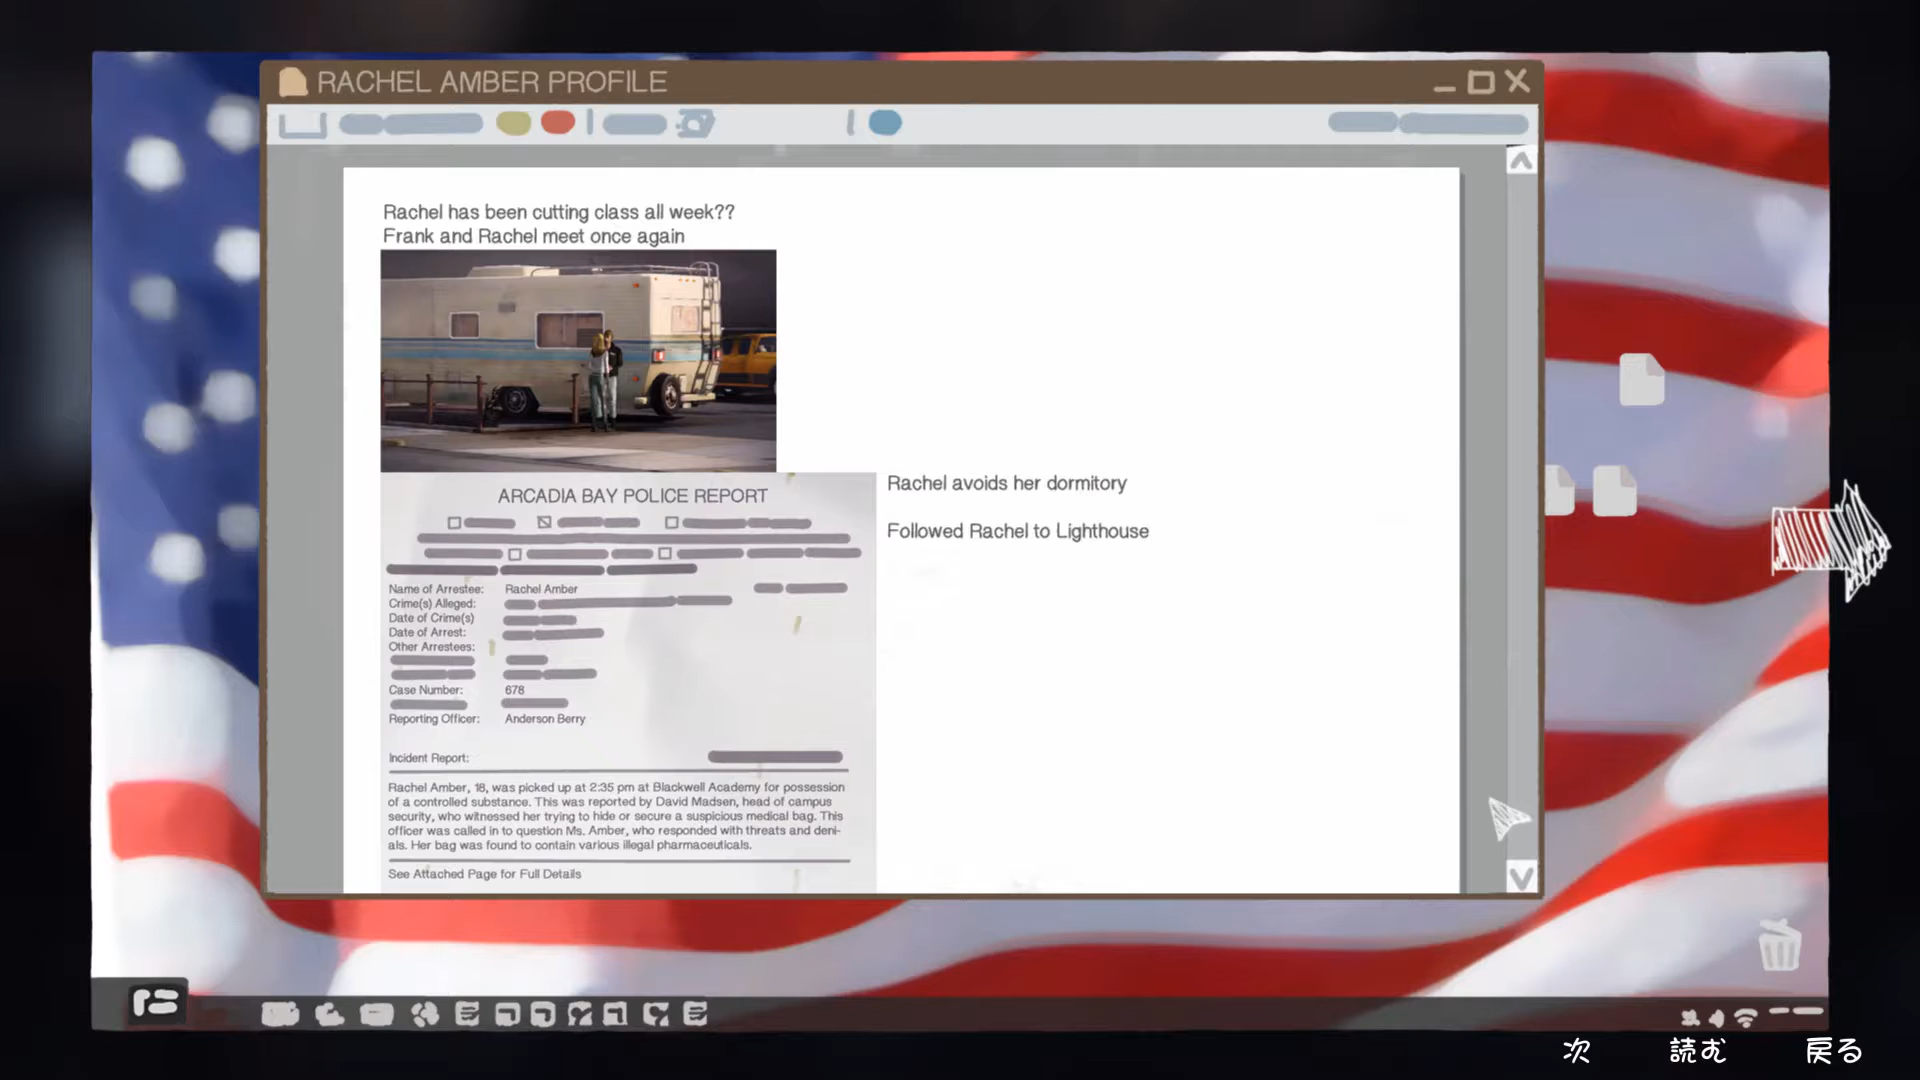 RACHEL AMBER PROFILE
Rachel has been cutting class all week??
Frank and Rachel meet once again
Rachel avoids her dormitory
Followed Rachel to Lighthouse
ARCADIA BAY POLICE REPORT
Name of Arrestee: Rachel Amber
Crime(s) Alleged:
Date of Crime(s)
Date of Arrest:
Other Arrestees:
Case Number: 678
Reporting Officer: Anderson Berry
Incident Report:
Rachel Amber, 18, was picked up at 2:35 pm at Blackwell Academy for possession
of a controlled substance. This was reported by David Madsen, head of campus
security, who witnessed her trying to hide or secure a suspicious medical bag. This
officer was called in to question Ms. Amber, who responded with threats and deni-
als. Her bag was found to contain various illegal pharmaceuticals.
See Attached Page for Full Details
次 読む 戻る